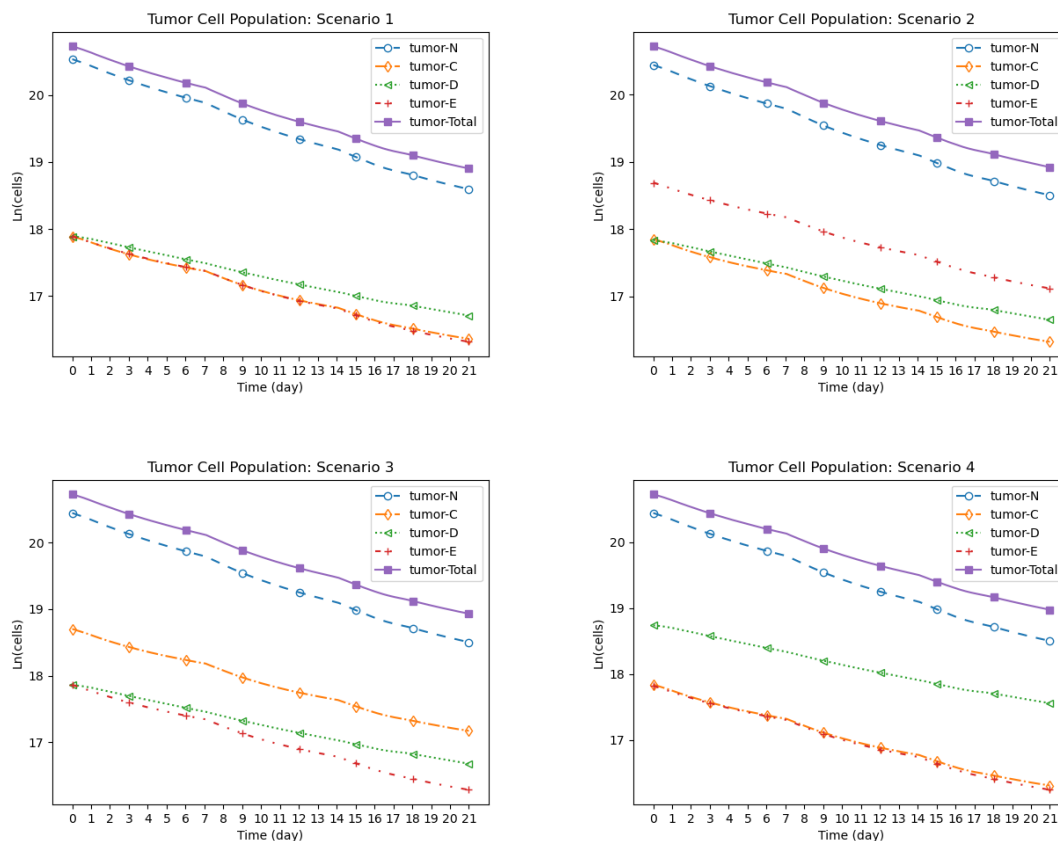 Tumor Cell Population: Scenario 1
tumor-N
tumor-C
tumor-D
tumor-E
tumor-Total
Ln(cells)
20
19
18
17
0 1 2 3 4 5 6 7 8 9 10 11 12 13 14 15 16 17 18 19 20 21
Time (day)
Tumor Cell Population: Scenario 2
tumor-N
tumor-C
tumor-D
tumor-E
tumor-Total
Ln(cells)
20
19
18
17
0 1 2 3 4 5 6 7 8 9 10 11 12 13 14 15 16 17 18 19 20 21
Time (day)
Tumor Cell Population: Scenario 3
tumor-N
tumor-C
tumor-D
tumor-E
tumor-Total
Ln(cells)
20
19
18
17
0 1 2 3 4 5 6 7 8 9 10 11 12 13 14 15 16 17 18 19 20 21
Time (day)
Tumor Cell Population: Scenario 4
tumor-N
tumor-C
tumor-D
tumor-E
tumor-Total
Ln(cells)
20
19
18
17
0 1 2 3 4 5 6 7 8 9 10 11 12 13 14 15 16 17 18 19 20 21
Time (day)